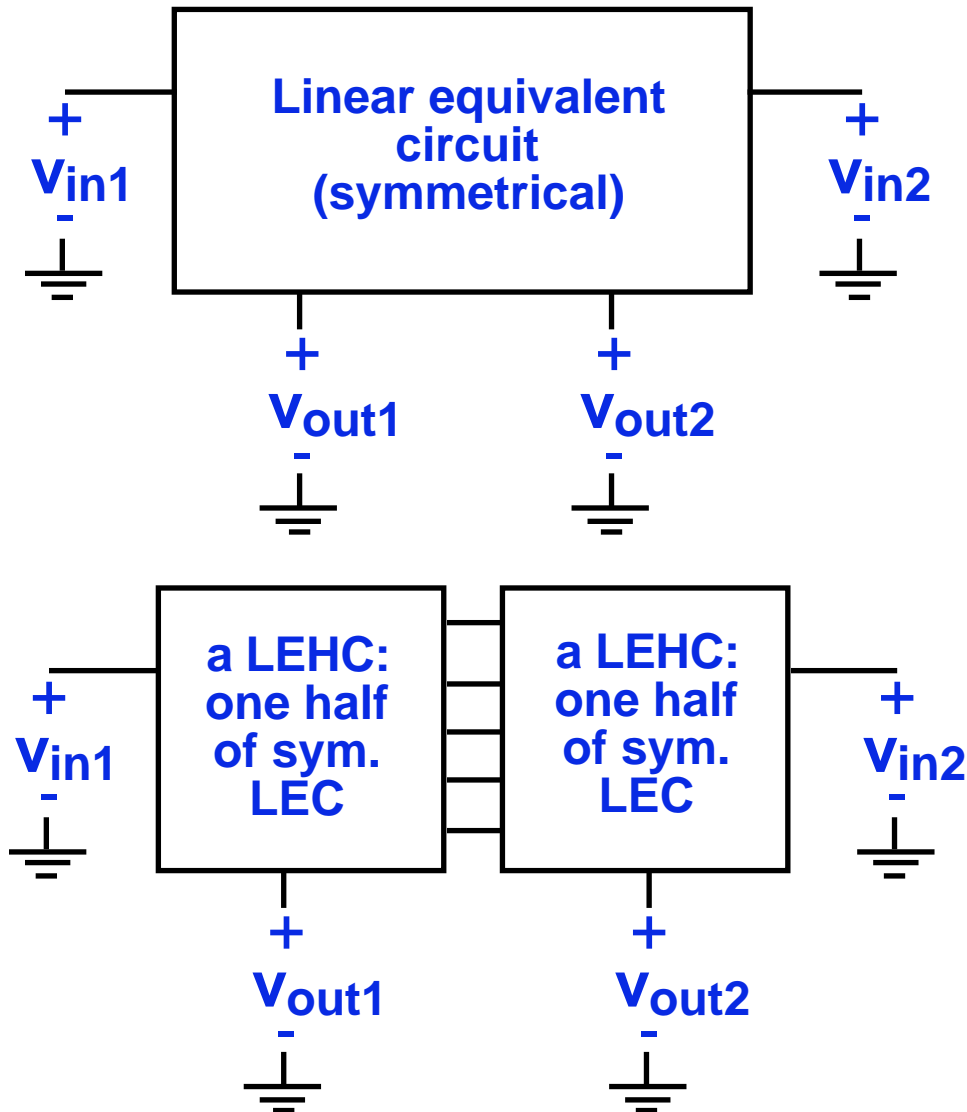 Linear equivalent
circuit
(symmetrical)
+ +
vin1 vin2
- -
+ +
vout1 vout2
- -
a LEHC: a LEHC:
one half one half
of sym. of sym.
LEC LEC
+ +
vin1 vin2
- -
+ +
vout1 vout2
- -